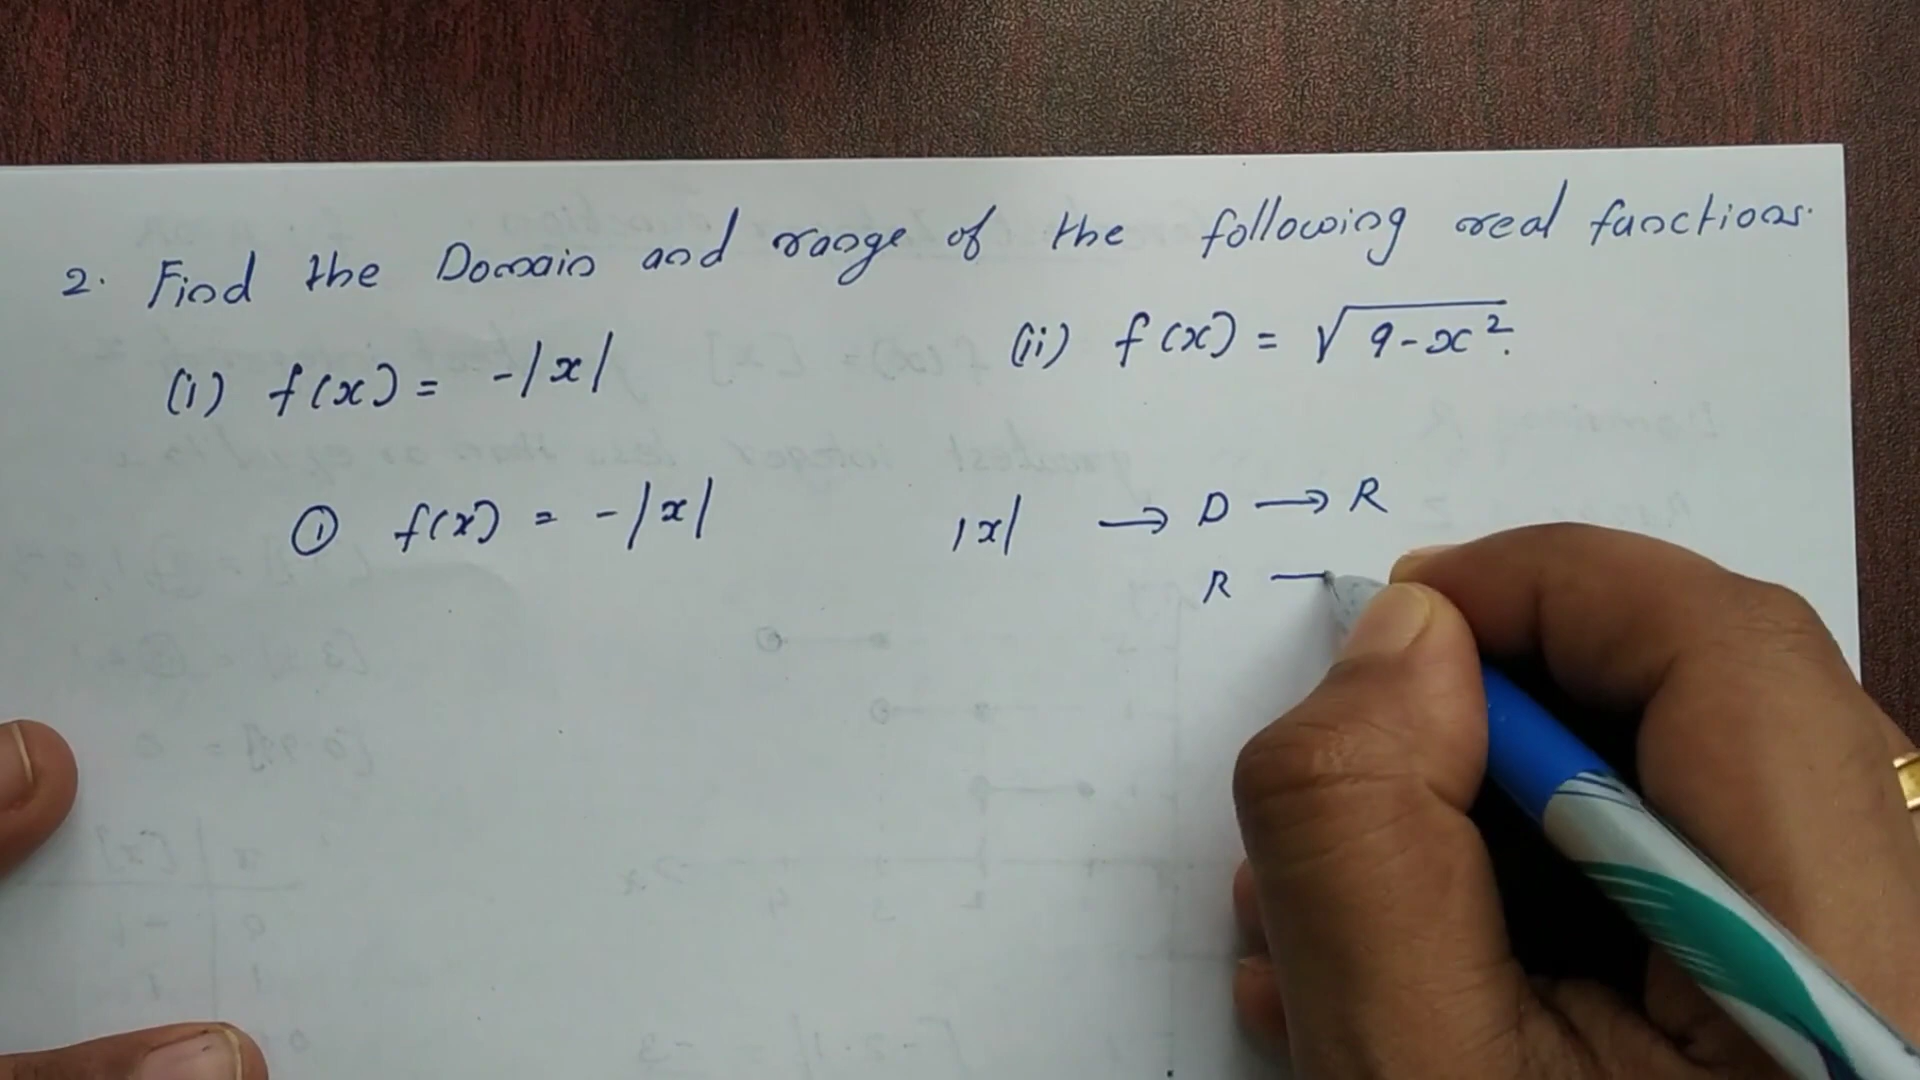 2. Find the Domain and range of the following real functions.
(i) f(x) = -|x| (ii) f(x) = √9-x².
① f(x) = -|x| |x| → D → R
R —